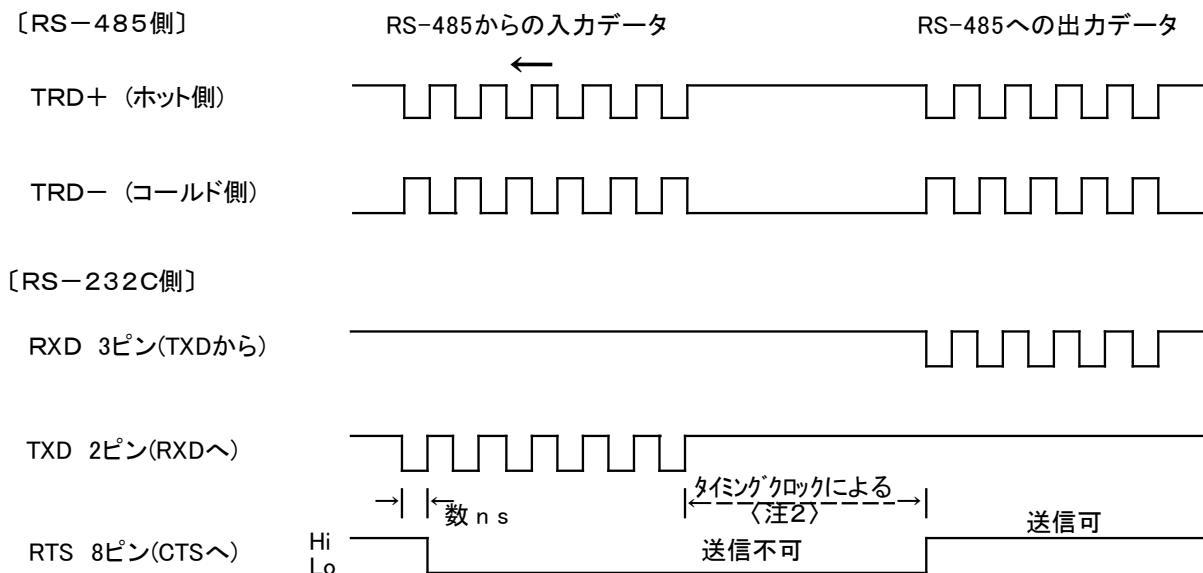 〔RS－485側〕
RS-485からの入力データ
RS-485への出力データ
←
TRD＋ (ホット側)
TRD－ (コールド側)
〔RS－232C側〕
RXD 3ピン(TXDから)
TXD 2ピン(RXDへ)
→| |←数ns
タイミングクロックによる
〈注2〉
送信可
RTS 8ピン(CTSへ)
Hi
送信不可
Lo